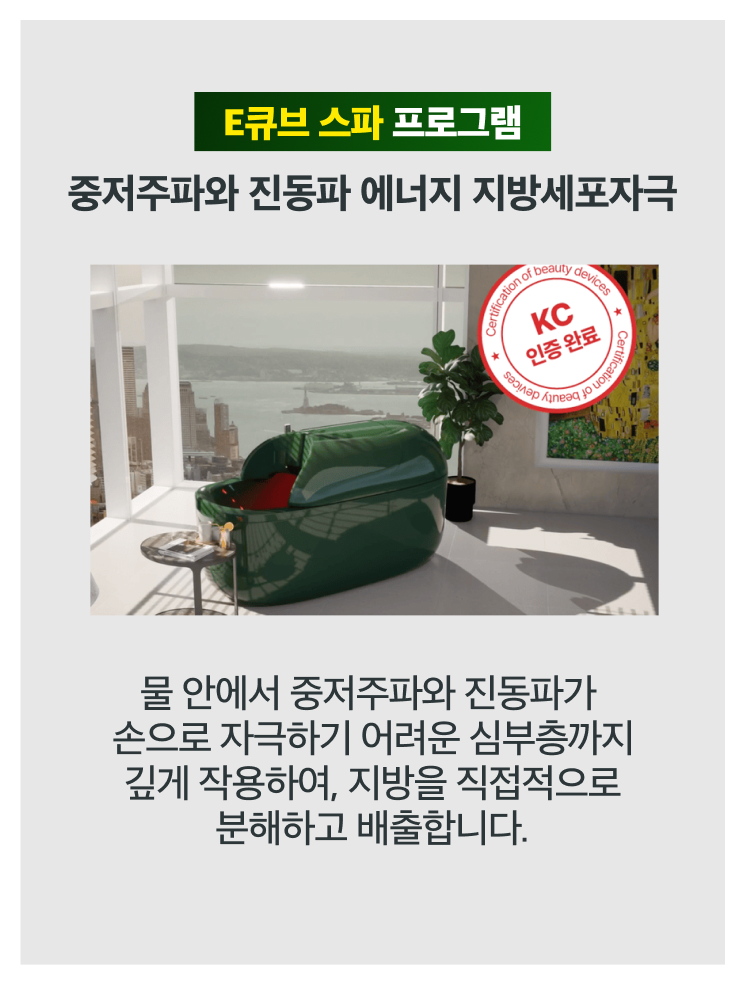 E큐브 스파 프로그램
중저주파와 진동파 에너지 지방세포자극
Certification of beauty devices
KC
인증 완료
Certification of beauty devices
물 안에서 중저주파와 진동파가
손으로 자극하기 어려운 심부층까지
깊게 작용하여, 지방을 직접적으로
분해하고 배출합니다.